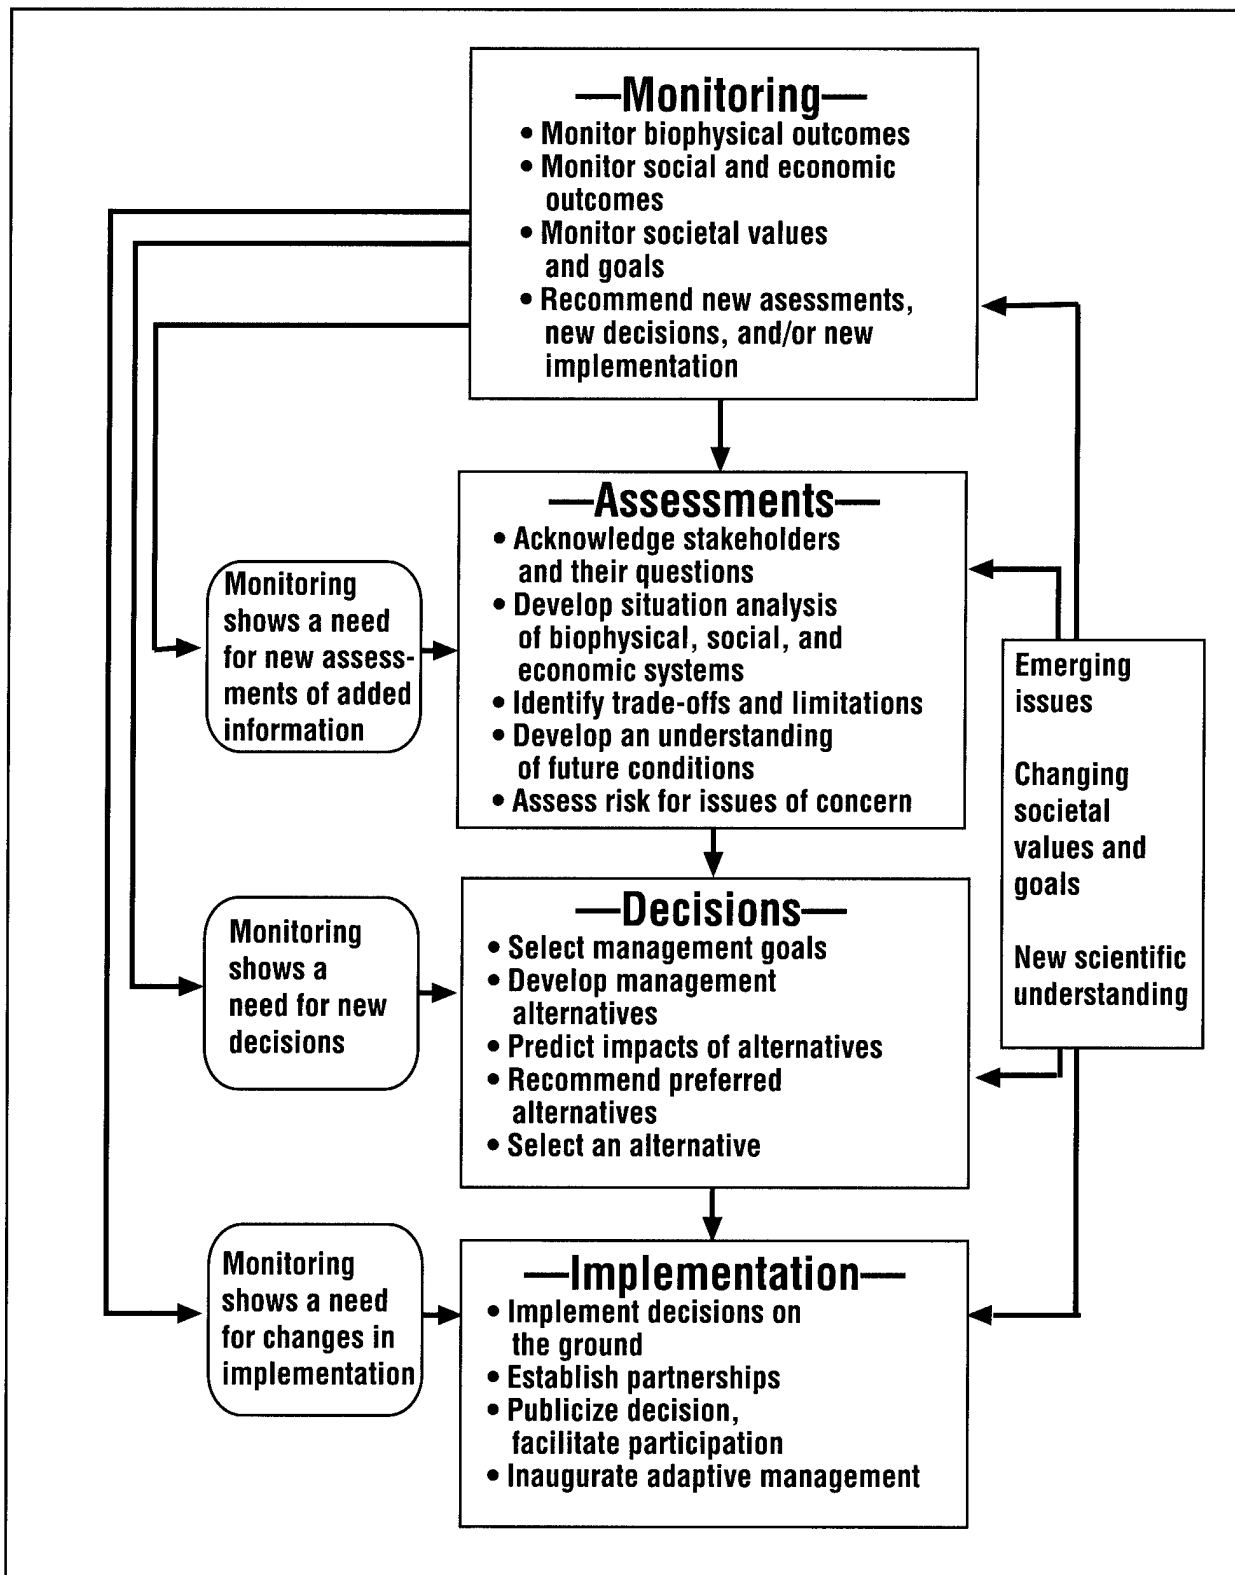 —Monitoring—
• Monitor biophysical outcomes
• Monitor social and economic
outcomes
• Monitor societal values
and goals
• Recommend new asessments,
new decisions, and/or new
implementation
—Assessments—
• Acknowledge stakeholders
and their questions
• Develop situation analysis
of biophysical, social, and
economic systems
• Identify trade-offs and limitations
• Develop an understanding
of future conditions
• Assess risk for issues of concern
Monitoring
shows a need
for new assess-
ments of added
information
Emerging
issues
Changing
societal
values and
goals
New scientific
understanding
—Decisions—
• Select management goals
• Develop management
alternatives
• Predict impacts of alternatives
• Recommend preferred
alternatives
• Select an alternative
Monitoring
shows a
need for new
decisions
—Implementation—
• Implement decisions on
the ground
• Establish partnerships
• Publicize decision,
facilitate participation
• Inaugurate adaptive management
Monitoring
shows a need
for changes in
implementation